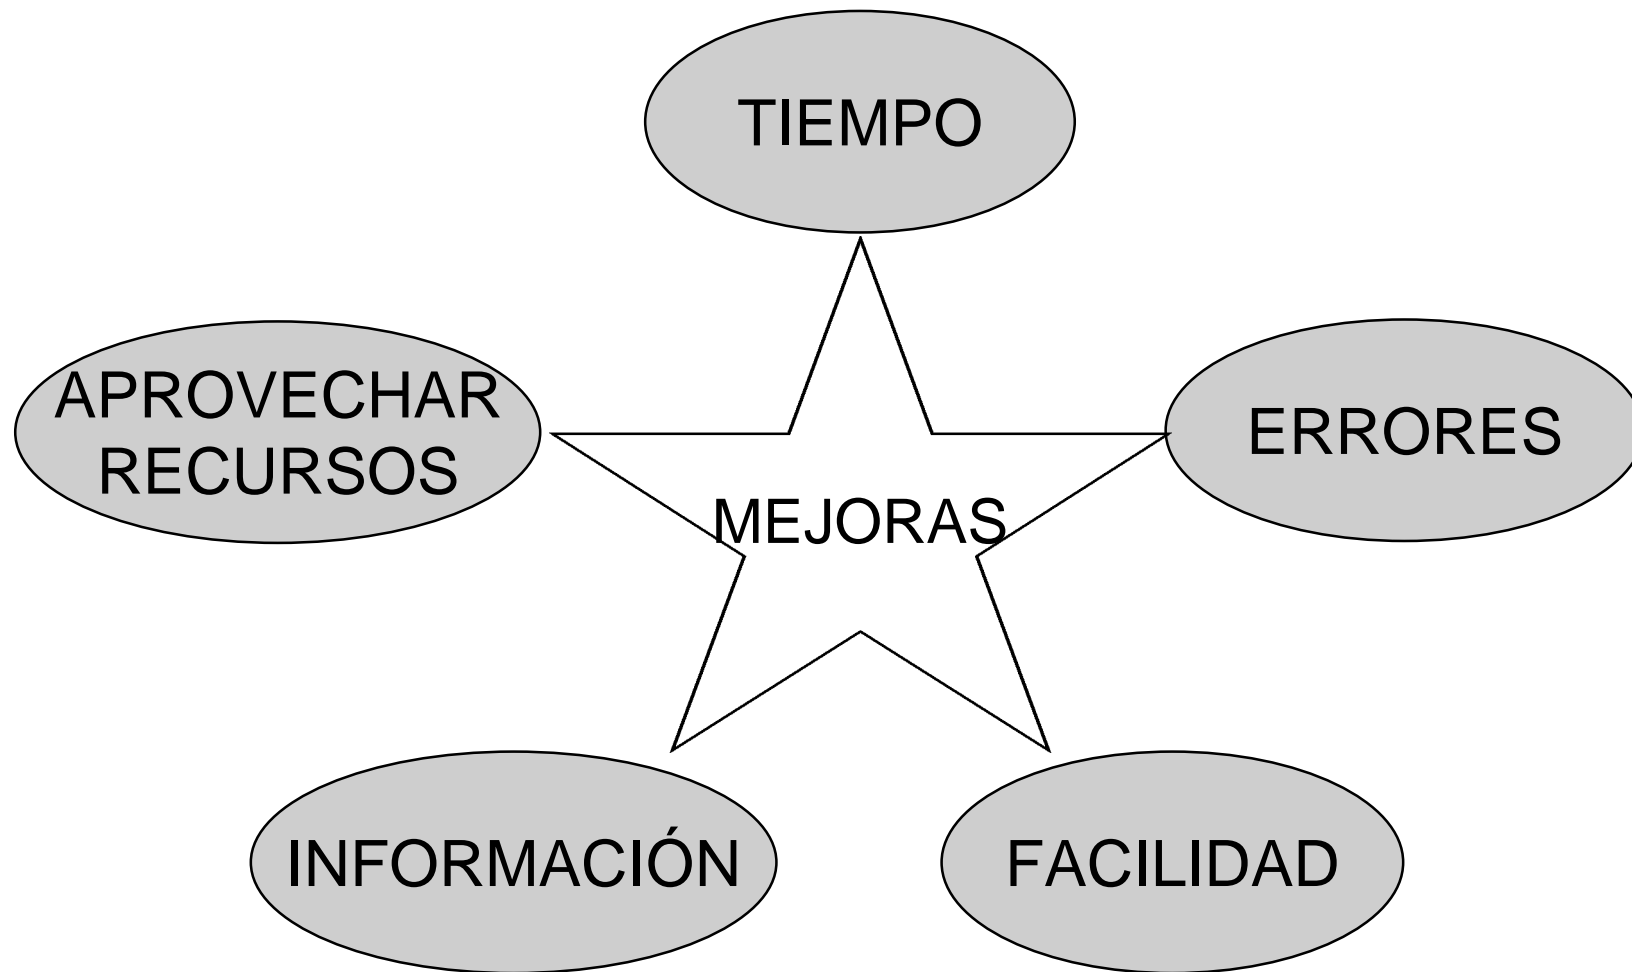 TIEMPO
APROVECHAR
RECURSOS
ERRORES
MEJORAS
INFORMACIÓN
FACILIDAD